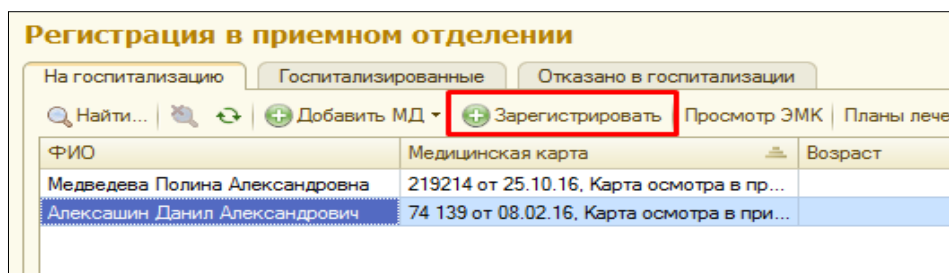 Регистрация в приемном отделении
На госпитализацию Госпитализированные Отказано в госпитализации
Найти... Добавить МД Зарегистрировать Просмотр ЭМК Планы лече
ФИО Медицинская карта Возраст
Медведева Полина Александровна 219214 от 25.10.16, Карта осмотра в пр...
Алексашин Данил Александрович 74 139 от 08.02.16, Карта осмотра в при...